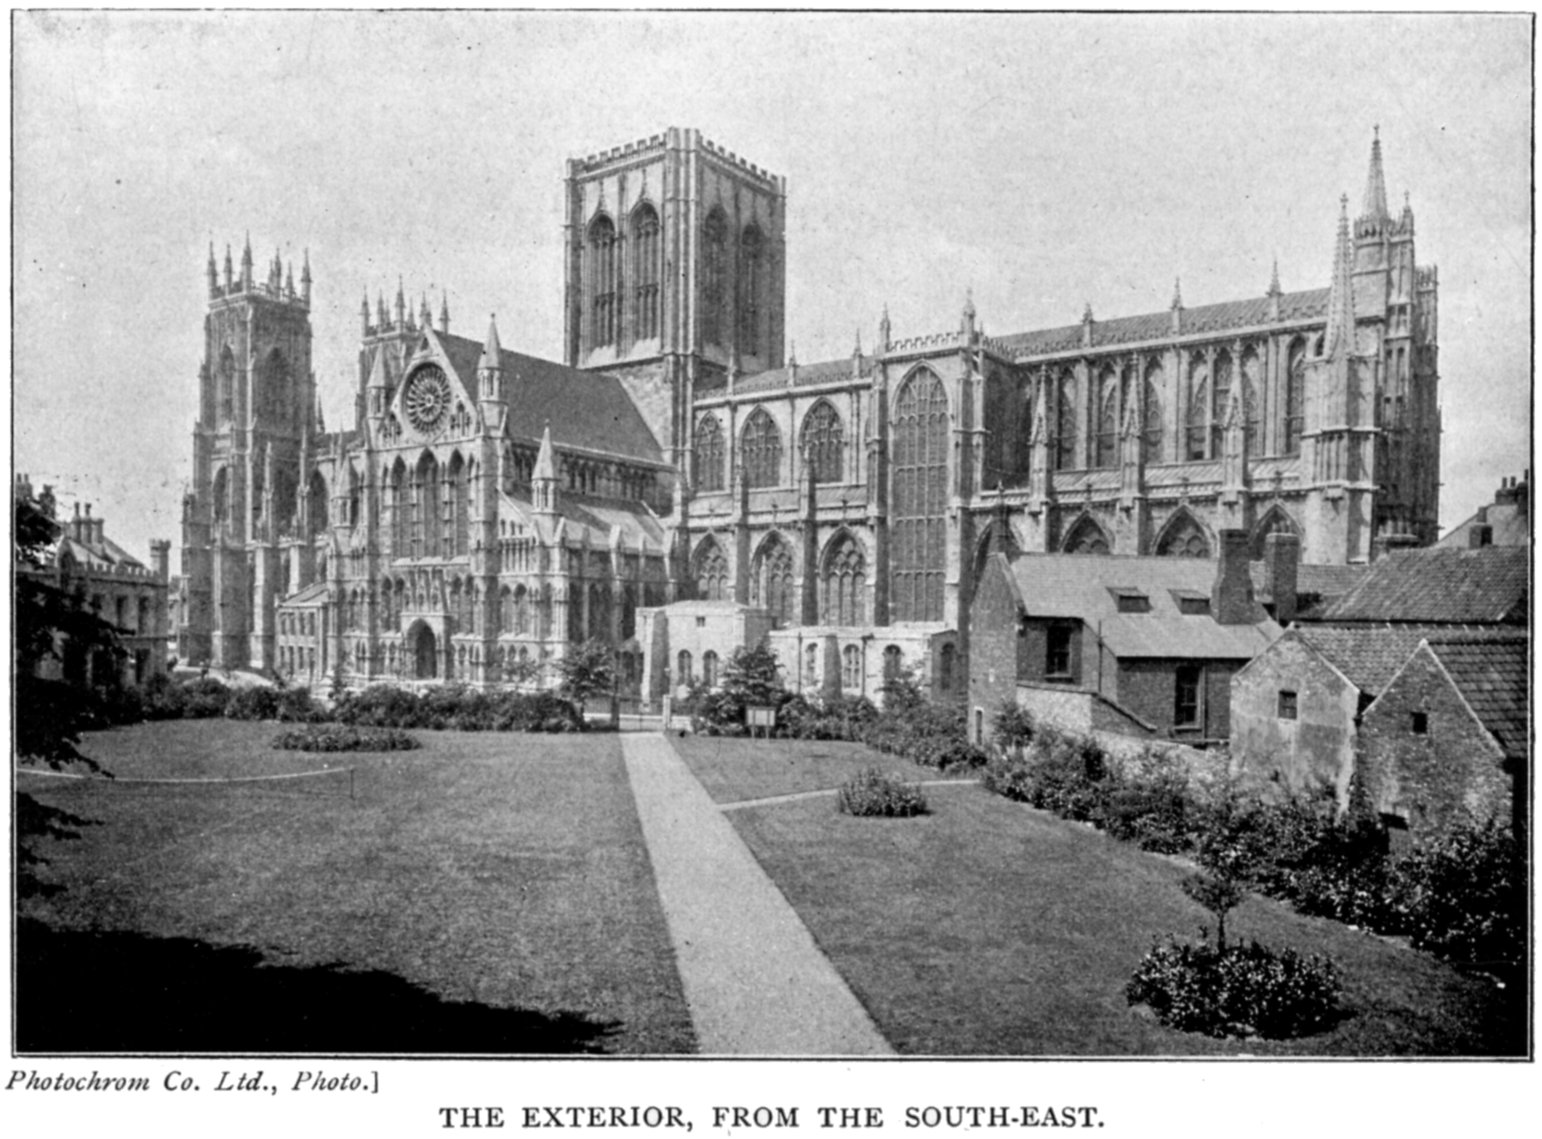 Photochrom Co. Ltd., Photo.]
THE EXTERIOR, FROM THE SOUTH-EAST.